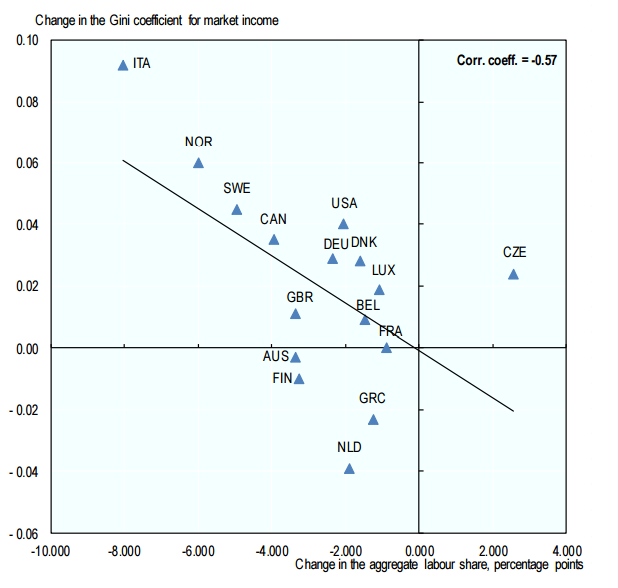 Change in the Gini coefficient for market income
0.10
Corr. coeff. = -0.57
ITA
0.08
NOR
0.06
SWE
USA
CAN
0.04
DEU DNK
CZE
LUX
0.02
GBR
BEL
FRA
0.00
AUS
FIN
GRC
- 0.02
NLD
- 0.04
- 0.06
-10.000 -8.000 -6.000 -4.000 -2.000 0.000 2.000 4.000
Change in the aggregate labour share, percentage points